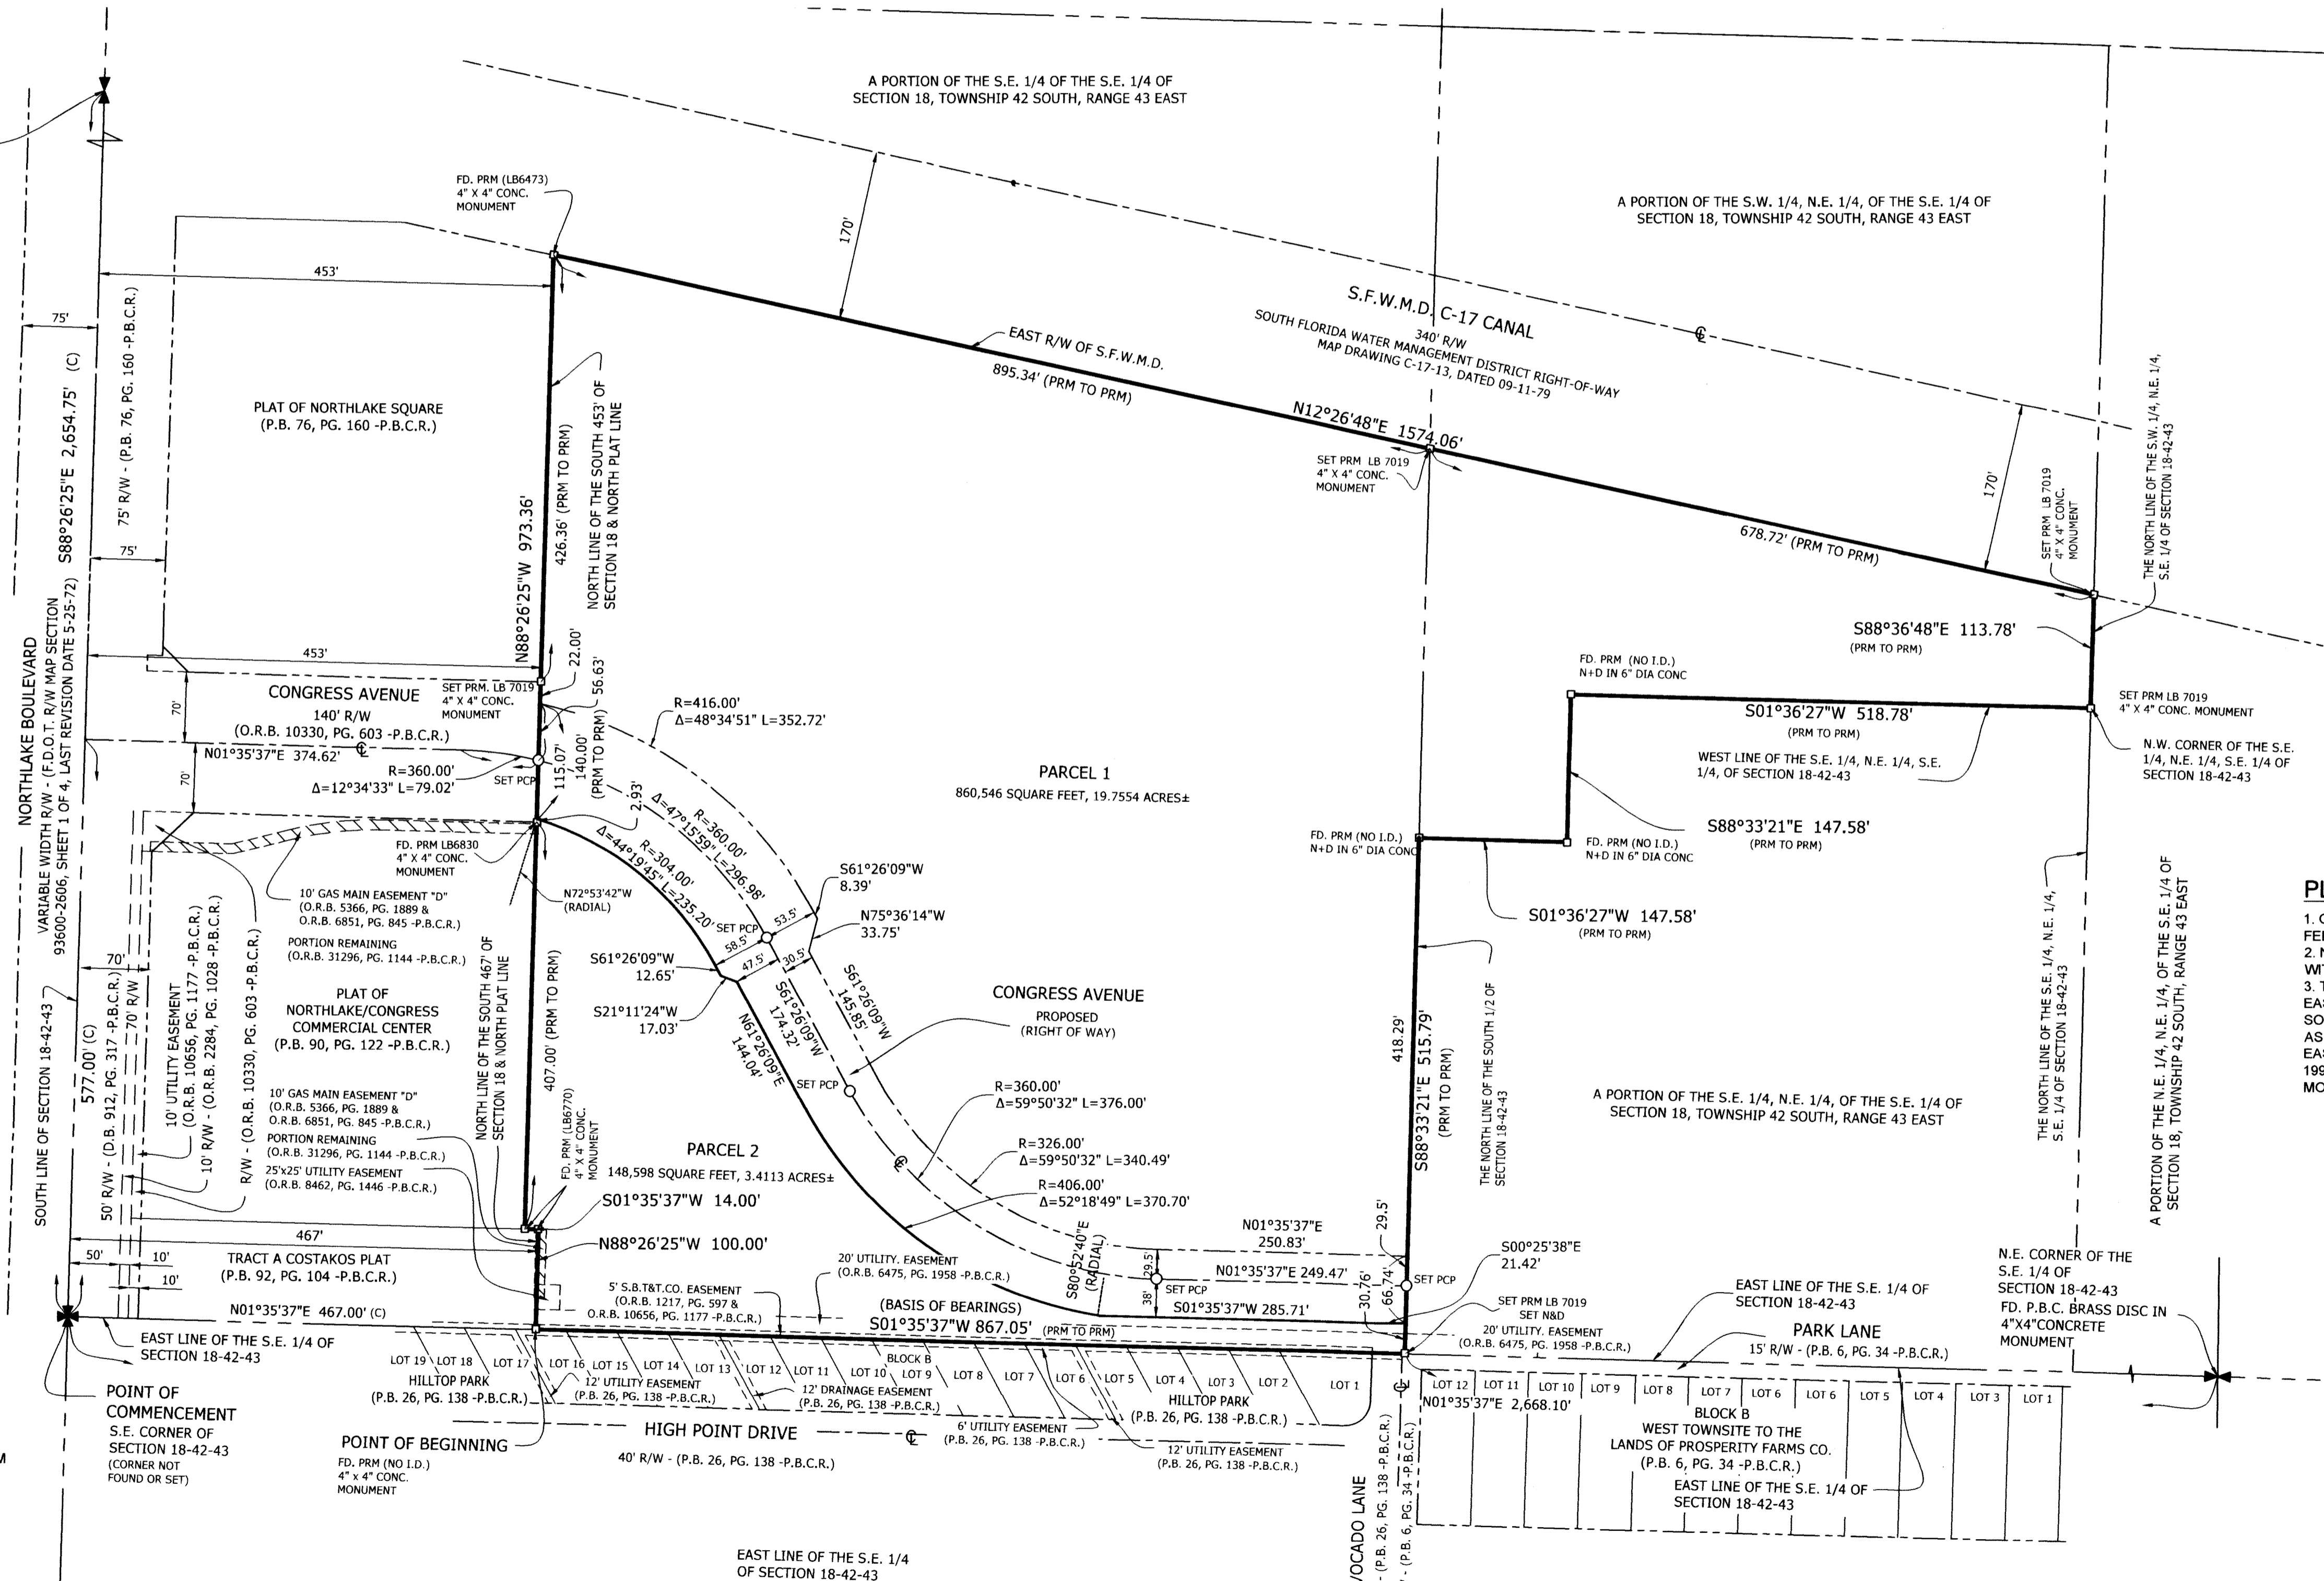 A PORTION OF THE S.E. 1/4 OF THE S.E. 1/4 OF
SECTION 18, TOWNSHIP 42 SOUTH, RANGE 43 EAST
A PORTION OF THE S.W. 1/4, N.E. 1/4, OF THE S.E. 1/4 OF
SECTION 18, TOWNSHIP 42 SOUTH, RANGE 43 EAST
FD. PRM (LB6473)
4" X 4" CONC.
MONUMENT
170'
453'
75'
S.F.W.M.D. C-17 CANAL
340' R/W
SOUTH FLORIDA WATER MANAGEMENT DISTRICT RIGHT-OF-WAY
MAP DRAWING C-17-13, DATED 09-11-79
EAST R/W OF S.F.W.M.D.
895.34' (PRM TO PRM)
N12°26'48"E 1574.06'
SET PRM LB 7019
4" X 4" CONC.
MONUMENT
678.72' (PRM TO PRM)
170'
SET PRM LB 7019
4" X 4" CONC.
MONUMENT
THE NORTH LINE OF THE S.W. 1/4, N.E. 1/4,
S.E. 1/4 OF SECTION 18-42-43
PLAT OF NORTHLAKE SQUARE
(P.B. 76, PG. 160 -P.B.C.R.)
75' R/W - (P.B. 76, PG. 160 -P.B.C.R.)
75'
S88°26'25"E 2,654.75' (C)
NORTHLAKE BOULEVARD
VARIABLE WIDTH R/W - (F.D.O.T. R/W MAP SECTION
93600-2606, SHEET 1 OF 4, LAST REVISION DATE 5-25-72)
N88°26'25"W 973.36'
426.36' (PRM TO PRM)
NORTH LINE OF THE SOUTH 453' OF
SECTION 18 & NORTH PLAT LINE
453'
22.00'
56.63'
115.07'
140.00'
(PRM TO PRM)
2.93'
CONGRESS AVENUE
140' R/W
(O.R.B. 10330, PG. 603 -P.B.C.R.)
70'
70'
SET PRM. LB 7019
4" X 4" CONC.
MONUMENT
N01°35'37"E 374.62'
R=360.00'
Δ=12°34'33" L=79.02'
SET PCP
R=416.00'
Δ=48°34'51" L=352.72'
R=360.00'
Δ=47°15'59" L=296.98'
R=304.00'
Δ=44°19'45" L=235.20'
PARCEL 1
860,546 SQUARE FEET, 19.7554 ACRES±
S88°36'48"E 113.78'
(PRM TO PRM)
FD. PRM (NO I.D.)
N+D IN 6" DIA CONC
S01°36'27"W 518.78'
(PRM TO PRM)
WEST LINE OF THE S.E. 1/4, N.E. 1/4, S.E.
1/4, OF SECTION 18-42-43
SET PRM LB 7019
4" X 4" CONC. MONUMENT
N.W. CORNER OF THE S.E.
1/4, N.E. 1/4, S.E. 1/4 OF
SECTION 18-42-43
S88°33'21"E 147.58'
(PRM TO PRM)
FD. PRM (NO I.D.)
N+D IN 6" DIA CONC
FD. PRM (NO I.D.)
N+D IN 6" DIA CONC
S01°36'27"W 147.58'
(PRM TO PRM)
FD. PRM LB6830
4" X 4" CONC.
MONUMENT
N72°53'42"W
(RADIAL)
10' GAS MAIN EASEMENT "D"
(O.R.B. 5366, PG. 1889 &
O.R.B. 6851, PG. 845 -P.B.C.R.)
PORTION REMAINING
(O.R.B. 31296, PG. 1144 -P.B.C.R.)
PLAT OF
NORTHLAKE/CONGRESS
COMMERCIAL CENTER
(P.B. 90, PG. 122 -P.B.C.R.)
10' GAS MAIN EASEMENT "D"
(O.R.B. 5366, PG. 1889 &
O.R.B. 6851, PG. 845 -P.B.C.R.)
PORTION REMAINING
(O.R.B. 31296, PG. 1144 -P.B.C.R.)
25'x25' UTILITY EASEMENT
(O.R.B. 8462, PG. 1446 -P.B.C.R.)
SOUTH LINE OF SECTION 18-42-43
577.00' (C)
70'
50' R/W - (D.B. 912, PG. 317 -P.B.C.R.)
70' R/W
10' UTILITY EASEMENT
(O.R.B. 10656, PG. 1177 -P.B.C.R.)
10' R/W - (O.R.B. 2284, PG. 1028 -P.B.C.R.)
R/W - (O.R.B. 10330, PG. 603 -P.B.C.R.)
NORTH LINE OF THE SOUTH 467' OF
SECTION 18 & NORTH PLAT LINE
407.00' (PRM TO PRM)
FD. PRM (LB6770)
4" X 4" CONC.
MONUMENT
S61°26'09"W
8.39'
N75°36'14"W
33.75'
SET PCP
53.5'
58.5'
47.5'
30.5'
S61°26'09"W
12.65'
S21°11'24"W
17.03'
S61°26'09"W
145.85'
S61°26'09"W
174.32'
N61°26'09"E
144.04'
SET PCP
CONGRESS AVENUE
PROPOSED
(RIGHT OF WAY)
R=360.00'
Δ=59°50'32" L=376.00'
R=326.00'
Δ=59°50'32" L=340.49'
R=406.00'
Δ=52°18'49" L=370.70'
PARCEL 2
148,598 SQUARE FEET, 3.4113 ACRES±
S01°35'37"W 14.00'
N88°26'25"W 100.00'
418.29'
S88°33'21"E 515.79'
(PRM TO PRM)
THE NORTH LINE OF THE SOUTH 1/2 OF
SECTION 18-42-43
A PORTION OF THE S.E. 1/4, N.E. 1/4, OF THE S.E. 1/4 OF
SECTION 18, TOWNSHIP 42 SOUTH, RANGE 43 EAST
THE NORTH LINE OF THE S.E. 1/4, N.E. 1/4,
S.E. 1/4 OF SECTION 18-42-43
A PORTION OF THE N.E. 1/4, N.E. 1/4, OF THE S.E. 1/4 OF
SECTION 18, TOWNSHIP 42 SOUTH, RANGE 43 EAST
467'
50'
10'
10'
TRACT A COSTAKOS PLAT
(P.B. 92, PG. 104 -P.B.C.R.)
N01°35'37"E 467.00' (C)
EAST LINE OF THE S.E. 1/4 OF
SECTION 18-42-43
5' S.B.T&T.CO. EASEMENT
(O.R.B. 1217, PG. 597 &
O.R.B. 10656, PG. 1177 -P.B.C.R.)
20' UTILITY. EASEMENT
(O.R.B. 6475, PG. 1958 -P.B.C.R.)
S80°52'40"E
(RADIAL)
N01°35'37"E
250.83'
29.5'
29.5'
N01°35'37"E 249.47'
SET PCP
SET PCP
38'
S01°35'37"W 285.71'
30.76'
66.74'
S00°25'38"E
21.42'
(BASIS OF BEARINGS)
S01°35'37"W 867.05' (PRM TO PRM)
SET PRM LB 7019
SET N&D
20' UTILITY. EASEMENT
(O.R.B. 6475, PG. 1958 -P.B.C.R.)
EAST LINE OF THE S.E. 1/4 OF
SECTION 18-42-43
PARK LANE
15' R/W - (P.B. 6, PG. 34 -P.B.C.R.)
N.E. CORNER OF THE
S.E. 1/4 OF
SECTION 18-42-43
FD. P.B.C. BRASS DISC IN
4"X4"CONCRETE
MONUMENT
LOT 19
LOT 18
LOT 17
LOT 16
LOT 15
LOT 14
LOT 13
LOT 12
LOT 11
LOT 10
BLOCK B
LOT 9
LOT 8
LOT 7
LOT 6
LOT 5
LOT 4
LOT 3
LOT 2
LOT 1
HILLTOP PARK
(P.B. 26, PG. 138 -P.B.C.R.)
12' UTILITY EASEMENT
(P.B. 26, PG. 138 -P.B.C.R.)
12' DRAINAGE EASEMENT
(P.B. 26, PG. 138 -P.B.C.R.)
HILLTOP PARK
(P.B. 26, PG. 138 -P.B.C.R.)
6' UTILITY EASEMENT
(P.B. 26, PG. 138 -P.B.C.R.)
12' UTILITY EASEMENT
(P.B. 26, PG. 138 -P.B.C.R.)
HIGH POINT DRIVE
40' R/W - (P.B. 26, PG. 138 -P.B.C.R.)
POINT OF
COMMENCEMENT
S.E. CORNER OF
SECTION 18-42-43
(CORNER NOT
FOUND OR SET)
POINT OF BEGINNING
FD. PRM (NO I.D.)
4" x 4" CONC.
MONUMENT
LOT 12
LOT 11
LOT 10
LOT 9
LOT 8
LOT 7
LOT 6
LOT 6
LOT 5
LOT 4
LOT 3
LOT 1
N01°35'37"E 2,668.10'
BLOCK B
WEST TOWNSITE TO THE
LANDS OF PROSPERITY FARMS CO.
(P.B. 6, PG. 34 -P.B.C.R.)
EAST LINE OF THE S.E. 1/4 OF
SECTION 18-42-43
VOCADO LANE
- (P.B. 26, PG. 138 -P.B.C.R.)
- (P.B. 6, PG. 34 -P.B.C.R.)
EAST LINE OF THE S.E. 1/4
OF SECTION 18-42-43